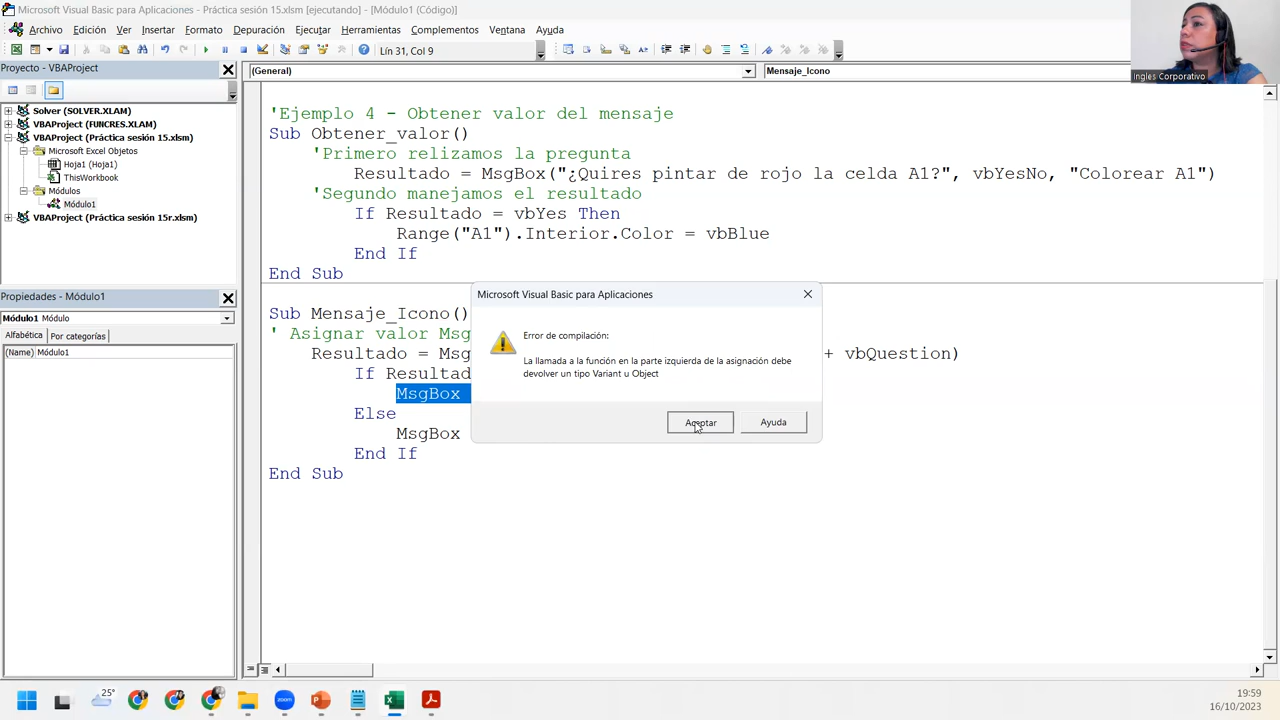 Microsoft Visual Basic para Aplicaciones - Práctica sesión 15.xlsm [ejecutando] - [Módulo1 (Código)]
Archivo Edición Ver Insertar Formato Depuración Ejecutar Herramientas Complementos Ventana Ayuda
Lín 31, Col 9
Proyecto - VBAProject
Solver (SOLVER.XLAM)
VBAProject (FUNCRES.XLAM)
VBAProject (Práctica sesión 15.xlsm)
Microsoft Excel Objetos
Hoja1 (Hoja1)
ThisWorkbook
Módulos
Módulo1
VBAProject (Práctica sesión 15r.xlsm)
Propiedades - Módulo1
Módulo1 Módulo
Alfabética Por categorías
(Name) Módulo1
(General) Mensaje_Icono
'Ejemplo 4 - Obtener valor del mensaje
Sub Obtener_valor()
'Primero relizamos la pregunta
Resultado = MsgBox("¿Quires pintar de rojo la celda A1?", vbYesNo, "Colorear A1")
'Segundo manejamos el resultado
If Resultado = vbYes Then
Range("A1").Interior.Color = vbBlue
End If
End Sub
Sub Mensaje_Icono()
' Asignar valor Msg
Resultado = Msg + vbQuestion)
If Resultad
MsgBox
Else
MsgBox
End If
End Sub
Microsoft Visual Basic para Aplicaciones
Error de compilación:
La llamada a la función en la parte izquierda de la asignación debe
devolver un tipo Variant u Object
Aceptar Ayuda
Ingles Corporativo
25°
zoom
19:59
16/10/2023